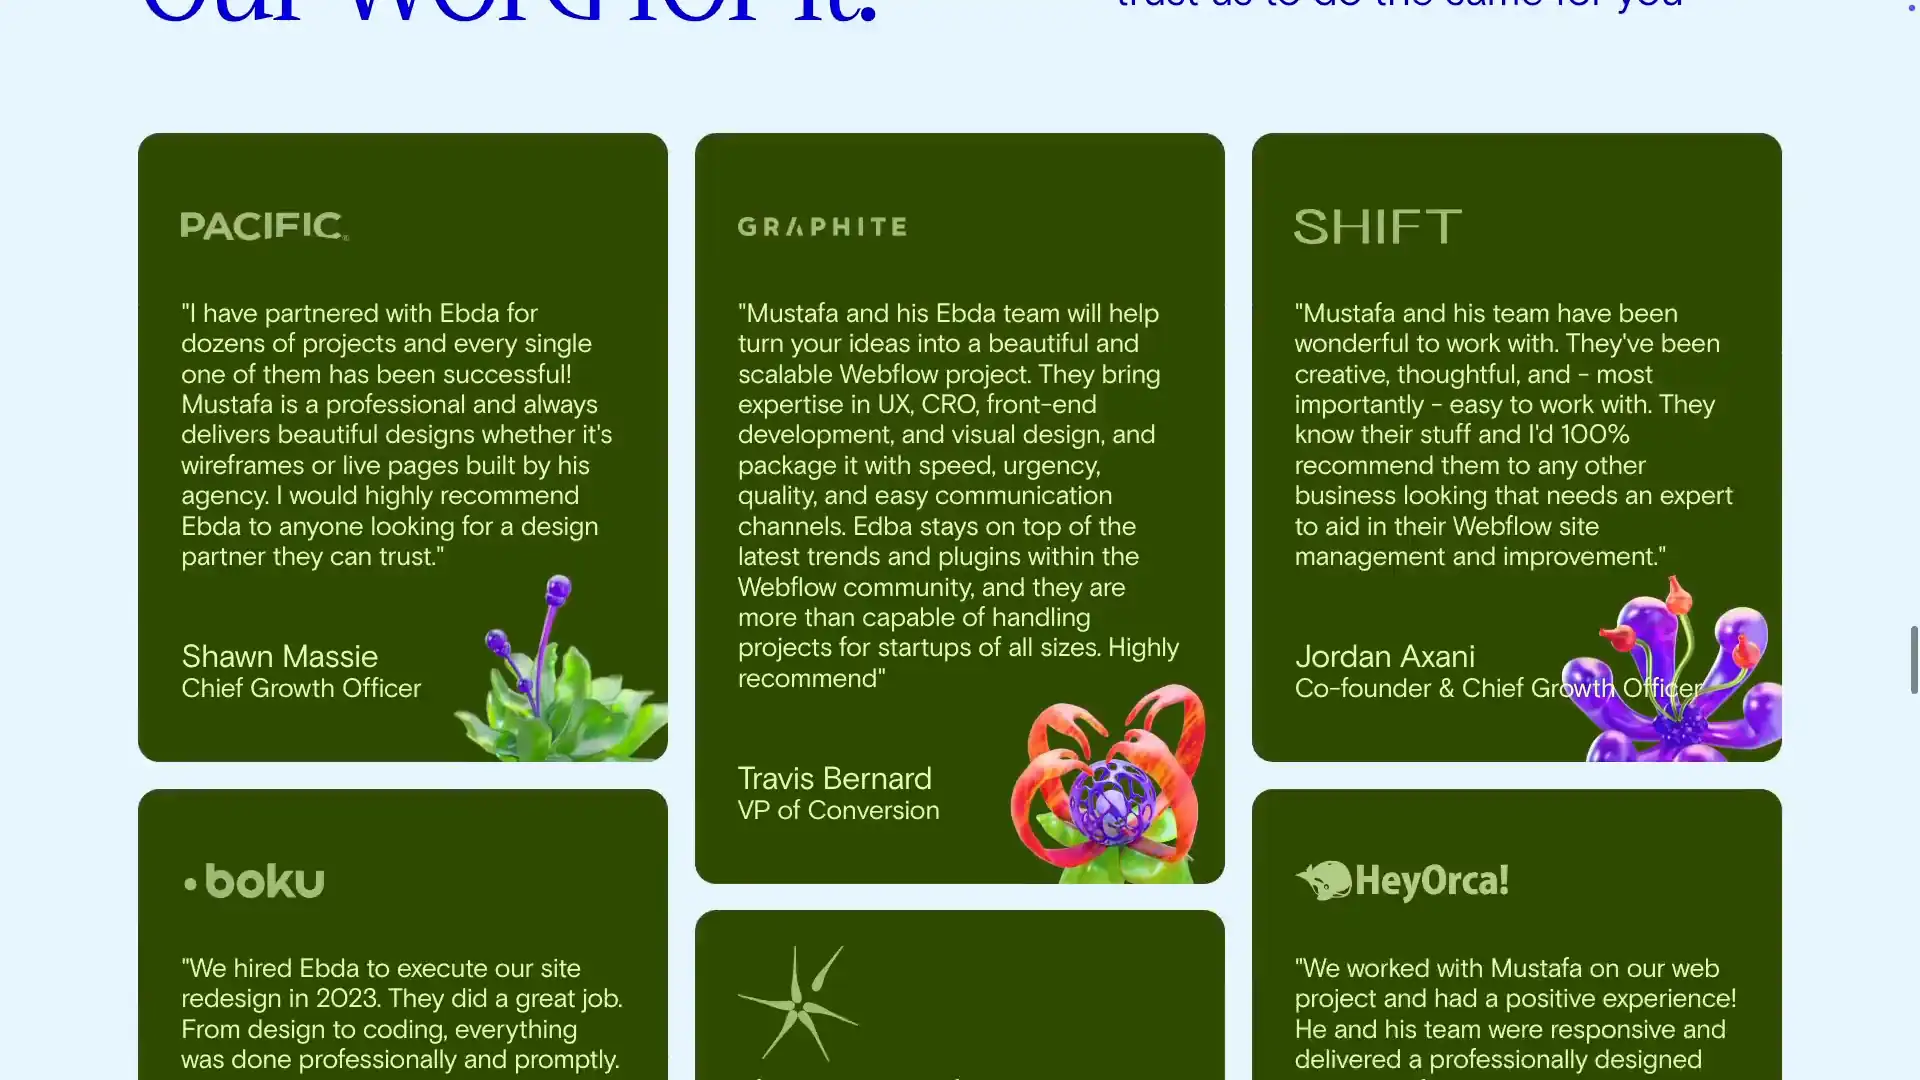 our word for it.
trust us to do the same for you
PACIFIC
"I have partnered with Ebda for
dozens of projects and every single
one of them has been successful!
Mustafa is a professional and always
delivers beautiful designs whether it's
wireframes or live pages built by his
agency. I would highly recommend
Ebda to anyone looking for a design
partner they can trust."
Shawn Massie
Chief Growth Officer
GRAPHITE
"Mustafa and his Ebda team will help
turn your ideas into a beautiful and
scalable Webflow project. They bring
expertise in UX, CRO, front-end
development, and visual design, and
package it with speed, urgency,
quality, and easy communication
channels. Edba stays on top of the
latest trends and plugins within the
Webflow community, and they are
more than capable of handling
projects for startups of all sizes. Highly
recommend"
Travis Bernard
VP of Conversion
SHIFT
"Mustafa and his team have been
wonderful to work with. They've been
creative, thoughtful, and - most
importantly - easy to work with. They
know their stuff and I'd 100%
recommend them to any other
business looking that needs an expert
to aid in their Webflow site
management and improvement."
Jordan Axani
Co-founder & Chief Growth Officer
boku
"We hired Ebda to execute our site
redesign in 2023. They did a great job.
From design to coding, everything
was done professionally and promptly.
HeyOrca!
"We worked with Mustafa on our web
project and had a positive experience!
He and his team were responsive and
delivered a professionally designed